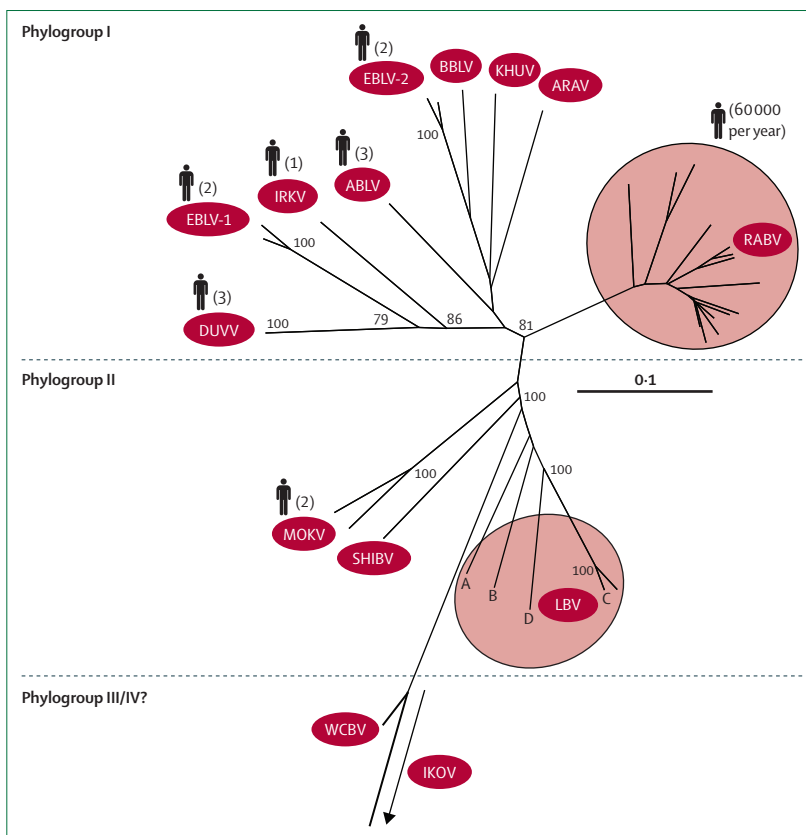 Phylogroup I
(2)
EBLV-2
BBLV
KHUV
ARAV
(60 000
per year)
100
(3)
ABLV
(1)
IRKV
(2)
EBLV-1
100
RABV
(3)
DUVV
100
79
86
81
Phylogroup II
0·1
100
100
100
(2)
MOKV
SHIBV
A
B
D
LBV
100
C
Phylogroup III/IV?
WCBV
IKOV